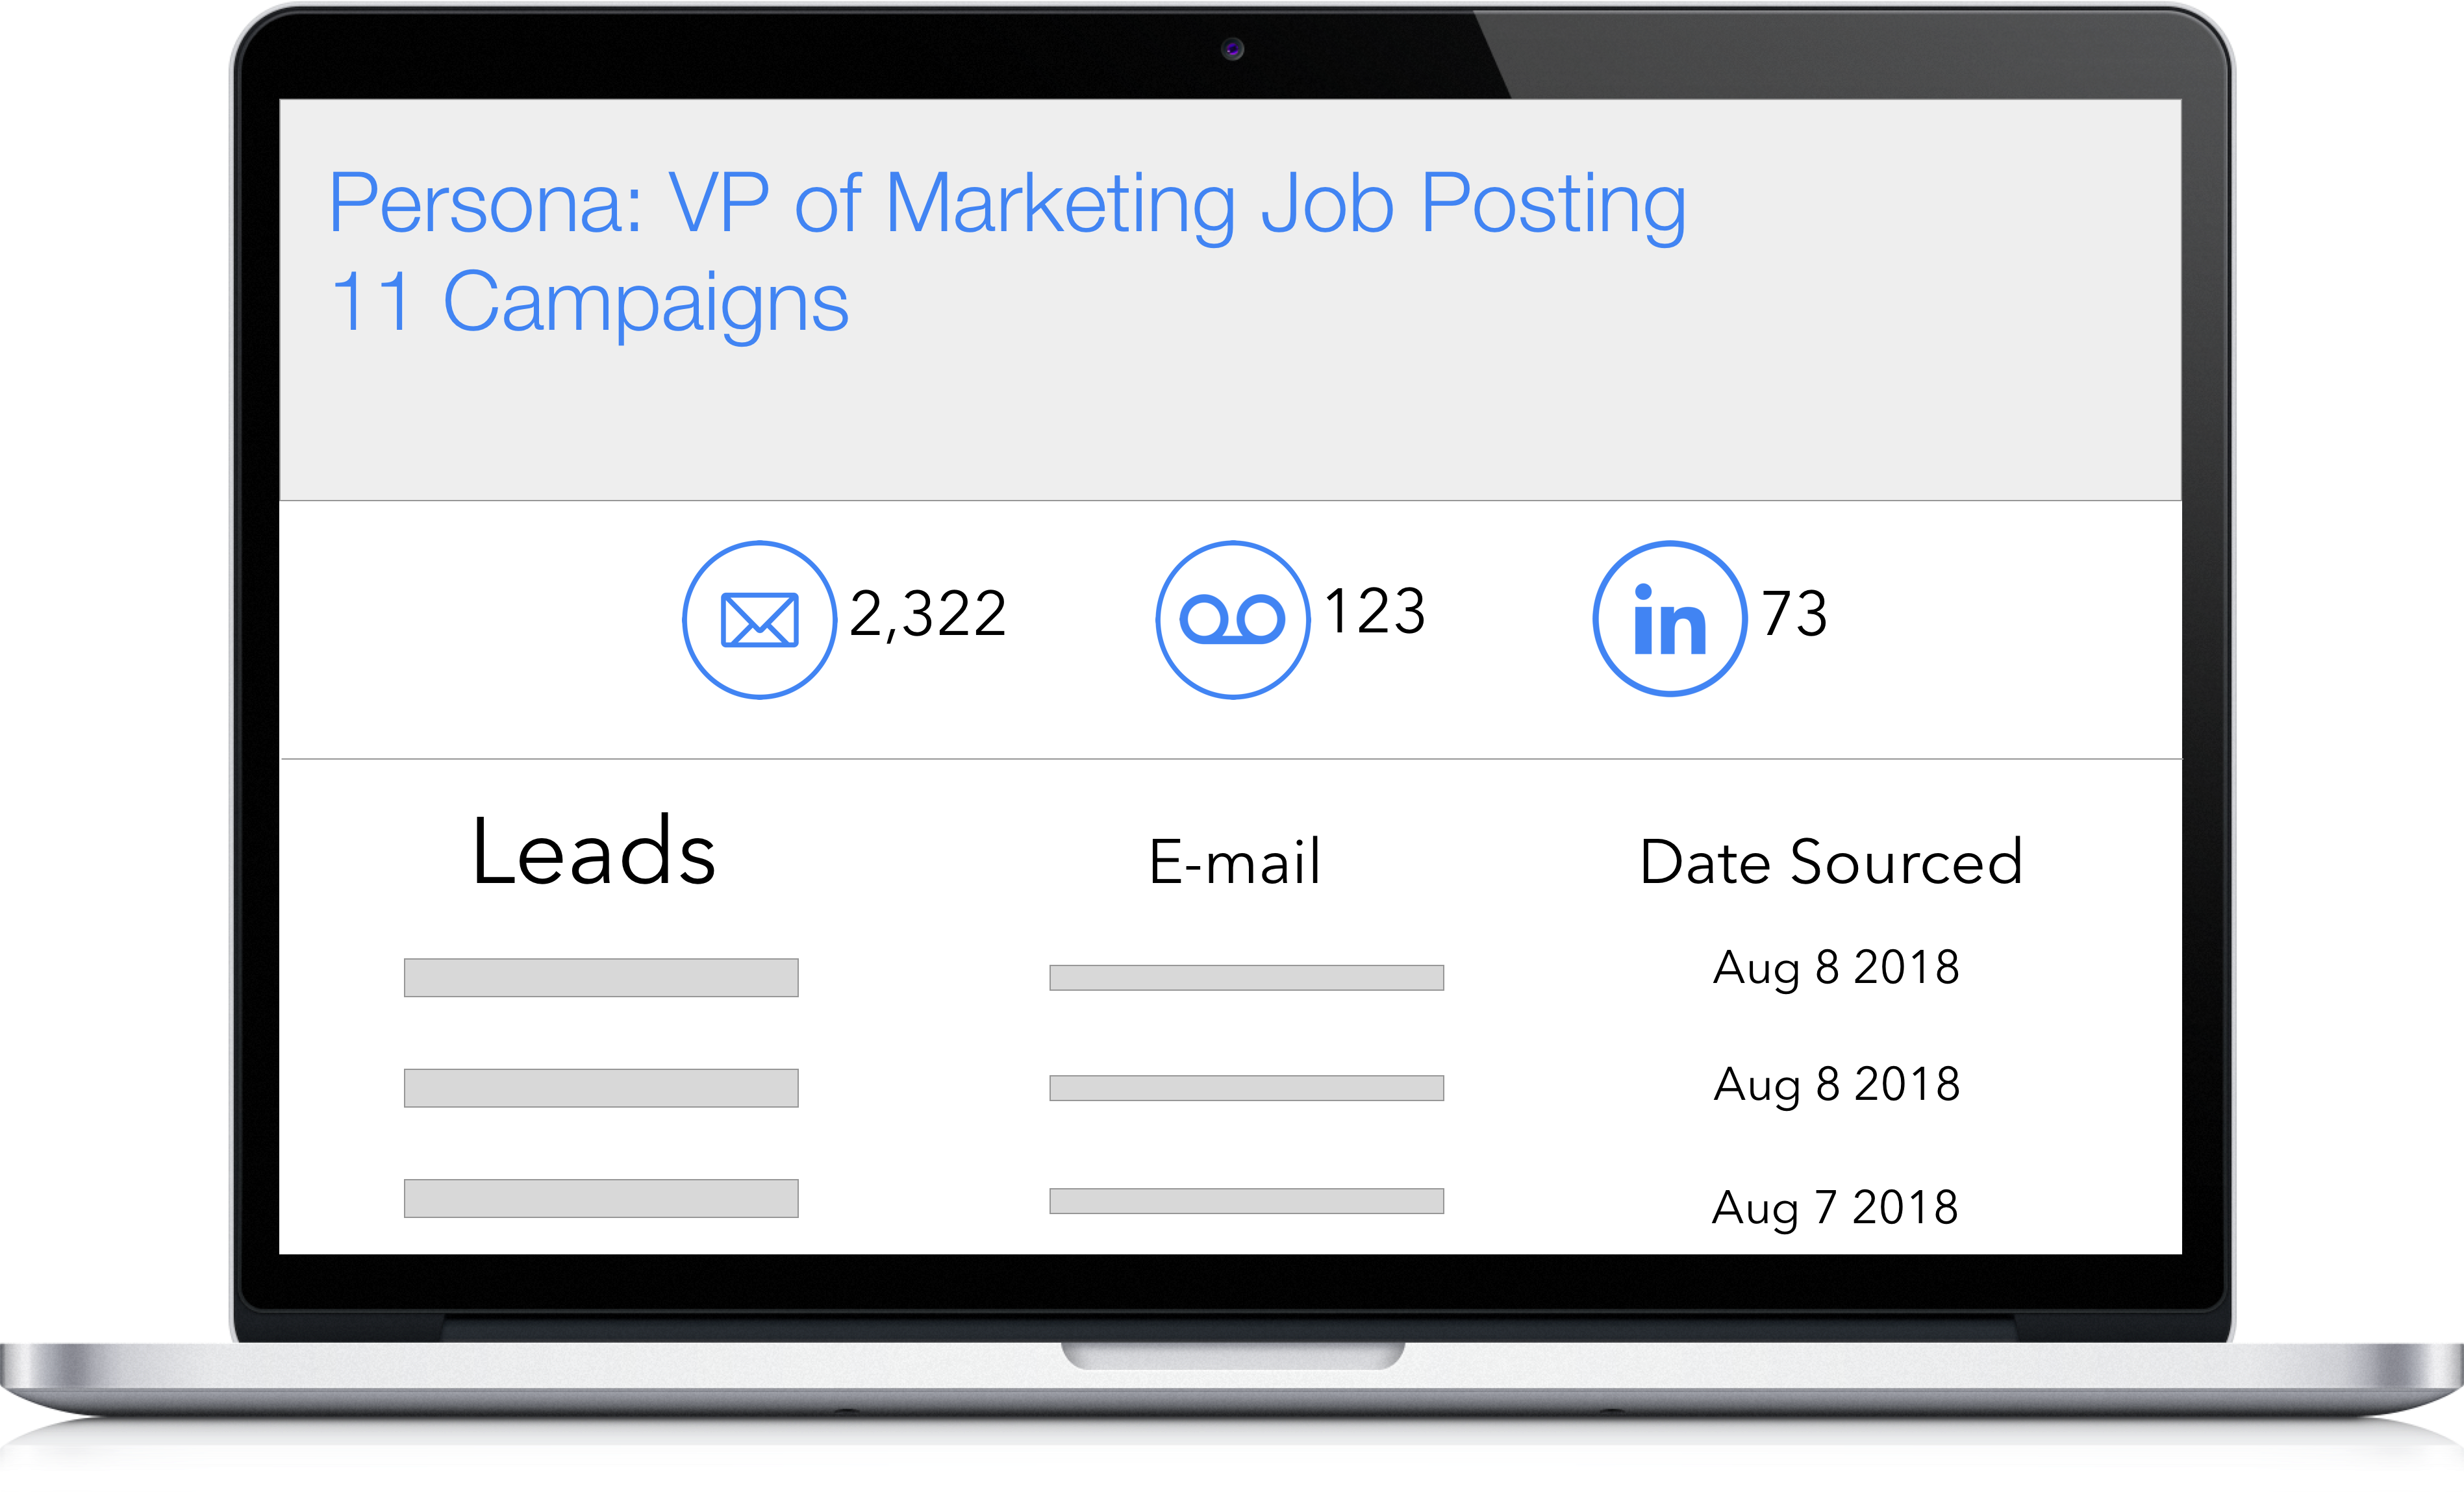 Persona: VP of Marketing Job Posting
11 Campaigns
2,322
123
in 73
Leads
E-mail
Date Sourced
Aug 8 2018
Aug 8 2018
Aug 7 2018